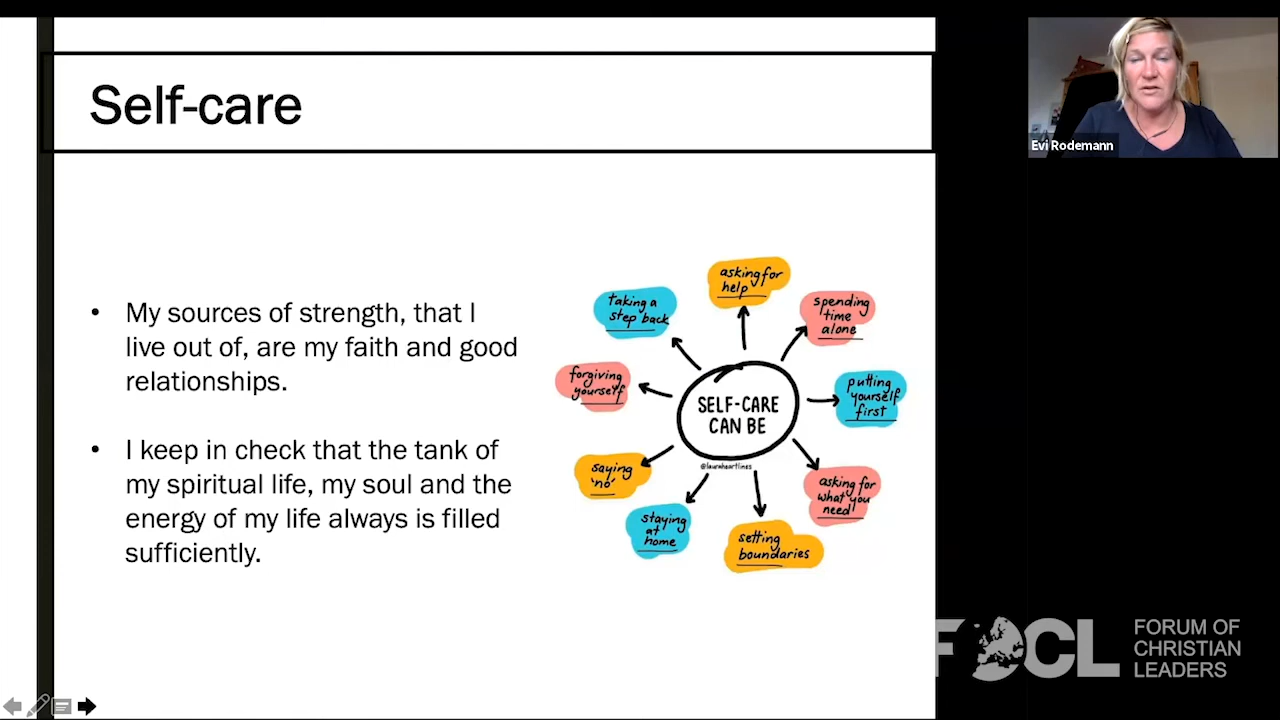 Self-care
• My sources of strength, that I
live out of, are my faith and good
relationships.
• I keep in check that the tank of
my spiritual life, my soul and the
energy of my life always is filled
sufficiently.
asking for
help
taking a
step back
spending
time
alone
forgiving
yourself
putting
yourself
first
SELF-CARE
CAN BE
@lauraheartlines
saying
'no'
asking for
what you
need
staying
at
home
setting
boundaries
Evi Rodemann
FOCL
FORUM OF
CHRISTIAN
LEADERS